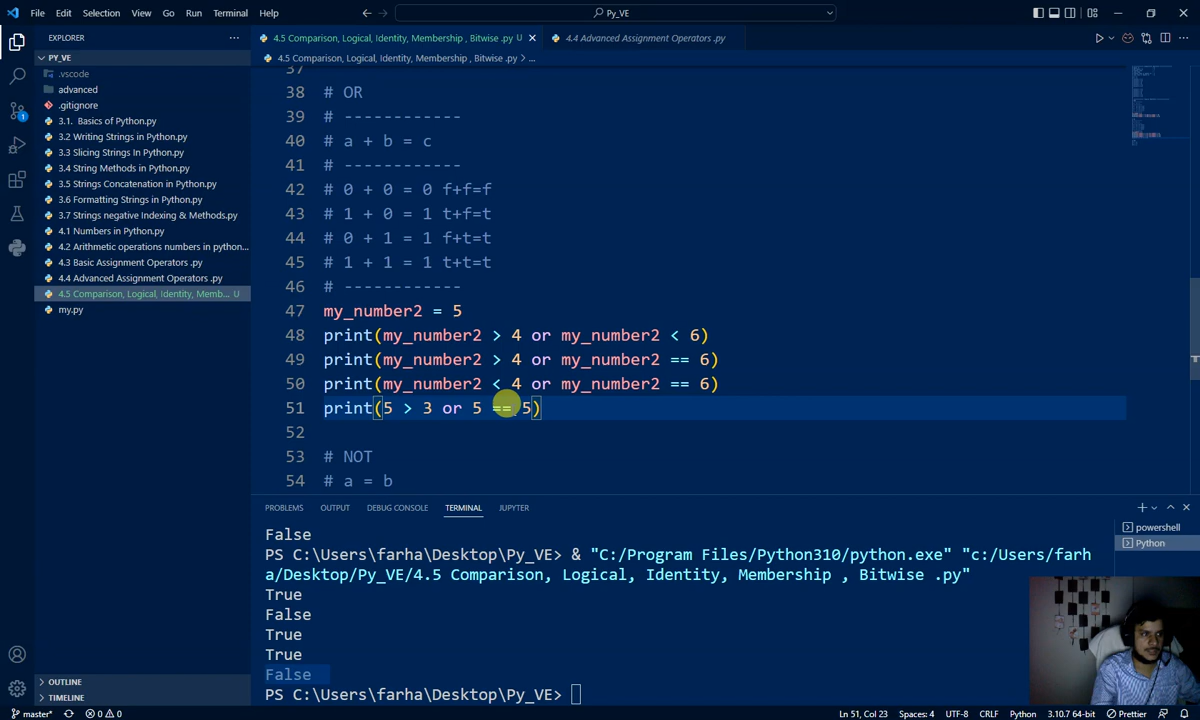 File Edit Selection View Go Run Terminal Help
Py_VE
EXPLORER
PY_VE
.vscode
advanced
.gitignore
3.1. Basics of Python.py
3.2 Writing Strings in Python.py
3.3 Slicing Strings In Python.py
3.4 String Methods in Python.py
3.5 Strings Concatenation in Python.py
3.6 Formatting Strings in Python.py
3.7 Strings negative Indexing & Methods.py
4.1 Numbers in Python.py
4.2 Arithmetic operations numbers in python...
4.3 Basic Assignment Operators .py
4.4 Advanced Assignment Operators .py
4.5 Comparison, Logical, Identity, Memb... U
my.py
OUTLINE
TIMELINE
4.5 Comparison, Logical, Identity, Membership , Bitwise .py U
4.4 Advanced Assignment Operators .py
4.5 Comparison, Logical, Identity, Membership , Bitwise .py > ...
37
38 # OR
39 # ------------
40 # a + b = c
41 # ------------
42 # 0 + 0 = 0 f+f=f
43 # 1 + 0 = 1 t+f=t
44 # 0 + 1 = 1 f+t=t
45 # 1 + 1 = 1 t+t=t
46 # ------------
47 my_number2 = 5
48 print(my_number2 > 4 or my_number2 < 6)
49 print(my_number2 > 4 or my_number2 == 6)
50 print(my_number2 < 4 or my_number2 == 6)
51 print(5 > 3 or 5 == 5)
52
53 # NOT
54 # a = b
PROBLEMS OUTPUT DEBUG CONSOLE TERMINAL JUPYTER
powershell
Python
False
PS C:\Users\farha\Desktop\Py_VE> & "C:/Program Files/Python310/python.exe" "c:/Users/farh
a/Desktop/Py_VE/4.5 Comparison, Logical, Identity, Membership , Bitwise .py"
True
False
True
True
False
PS C:\Users\farha\Desktop\Py_VE>
master* 0 0 Ln 51, Col 23 Spaces: 4 UTF-8 CRLF Python 3.10.7 64-bit Prettier